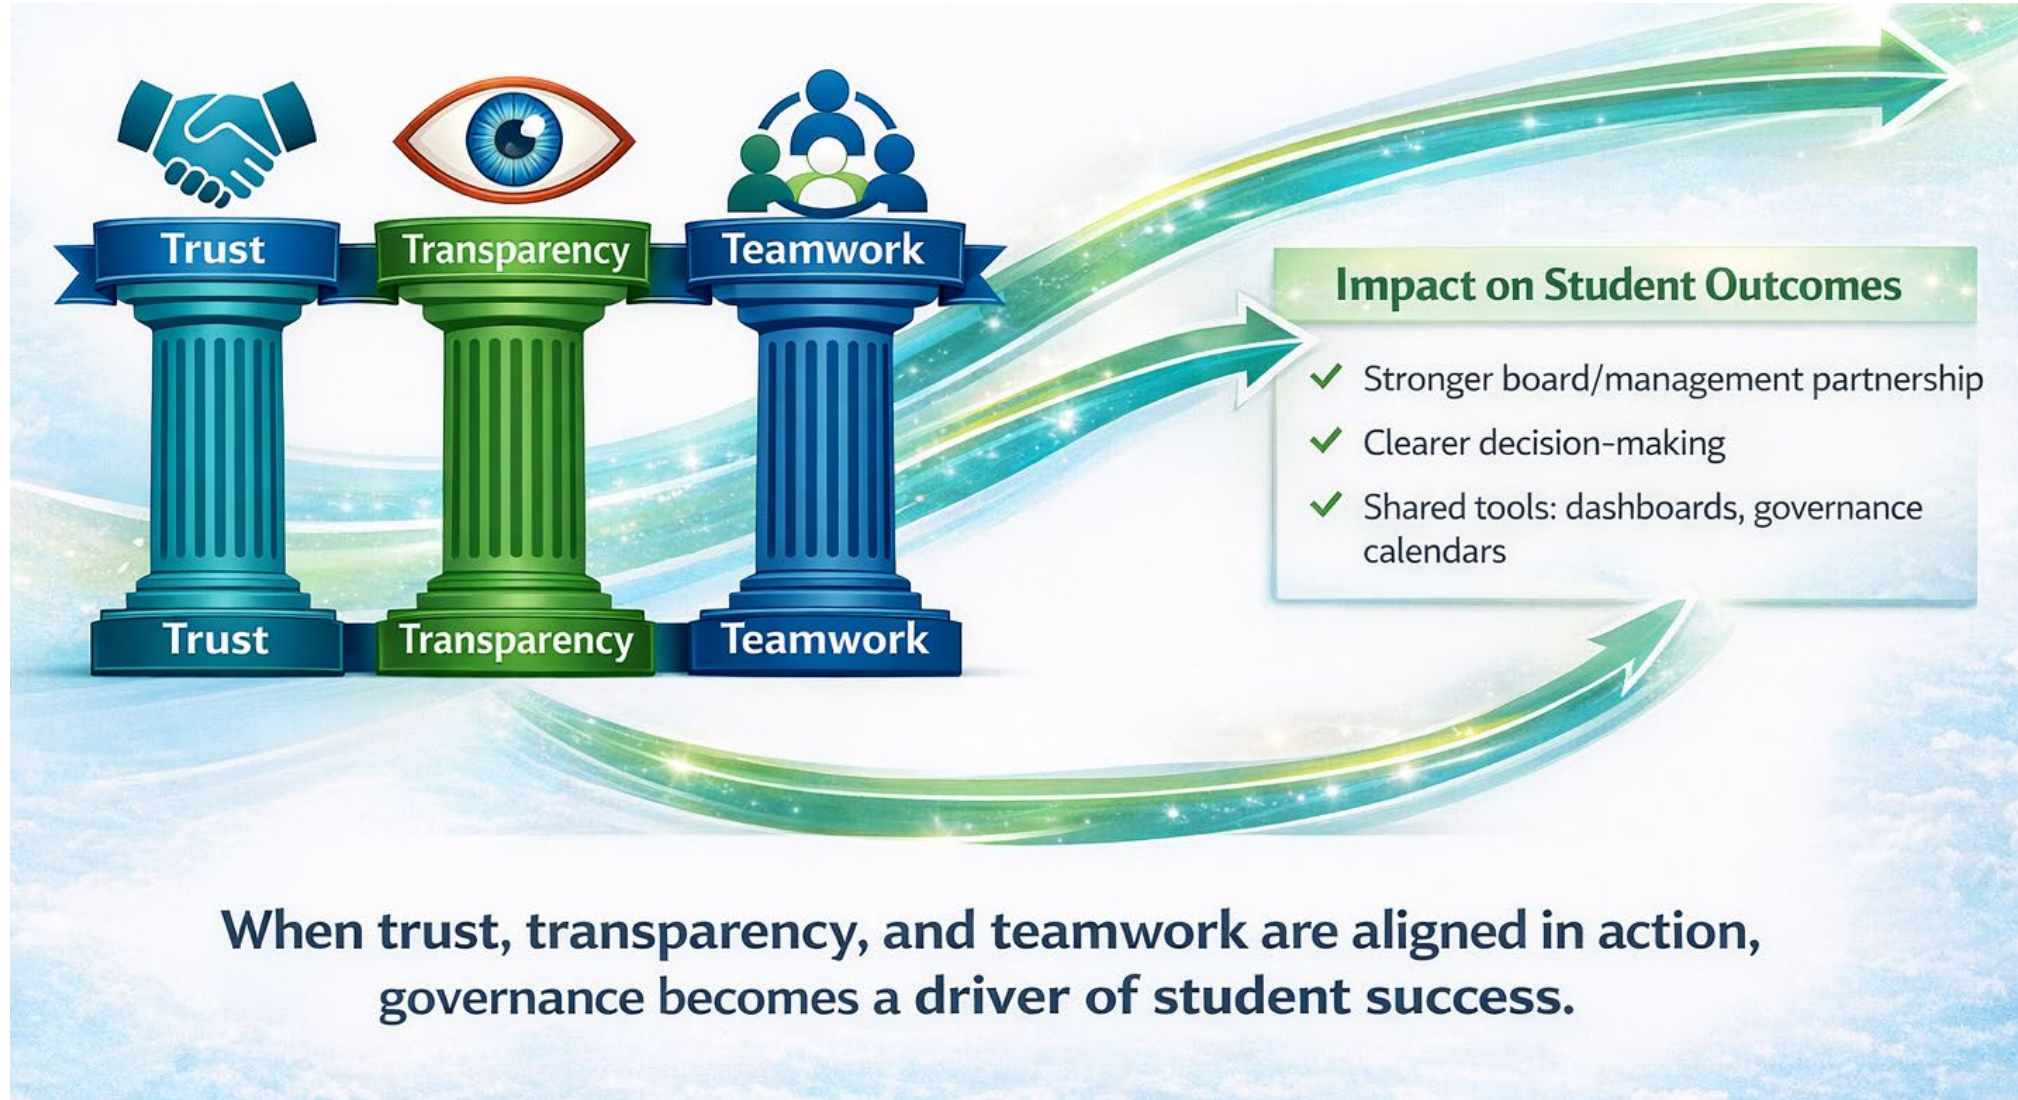 Trust
Transparency
Teamwork
Trust
Transparency
Teamwork
Impact on Student Outcomes
Stronger board/management partnership
Clearer decision-making
Shared tools: dashboards, governance
calendars
When trust, transparency, and teamwork are aligned in action,
governance becomes a driver of student success.